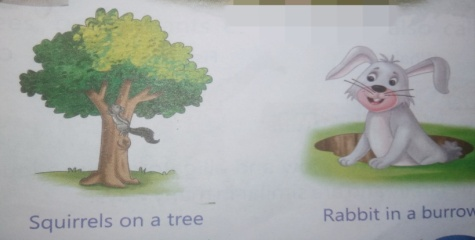 Squirrels on a tree
Rabbit in a burrow